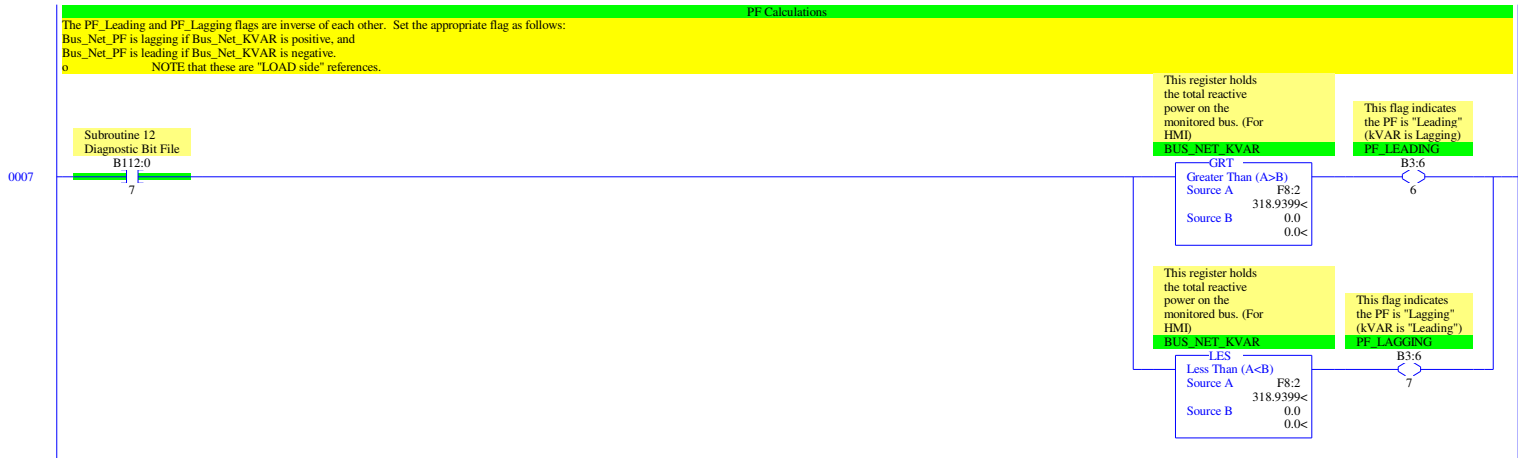 PF Calculations
The PF_Leading and PF_Lagging flags are inverse of each other.  Set the appropriate flag as follows:
Bus_Net_PF is lagging if Bus_Net_KVAR is positive, and
Bus_Net_PF is leading if Bus_Net_KVAR is negative.
o NOTE that these are "LOAD side" references.
Subroutine 12
Diagnostic Bit File
B112:0
7
0007
This register holds
the total reactive
power on the
monitored bus. (For
HMI)
BUS_NET_KVAR
GRT
Greater Than (A>B)
Source A F8:2
318.9399<
Source B 0.0
0.0<
This flag indicates
the PF is "Leading"
(kVAR is Lagging)
PF_LEADING
B3:6
6
This register holds
the total reactive
power on the
monitored bus. (For
HMI)
BUS_NET_KVAR
LES
Less Than (A<B)
Source A F8:2
318.9399<
Source B 0.0
0.0<
This flag indicates
the PF is "Lagging"
(kVAR is "Leading")
PF_LAGGING
B3:6
7